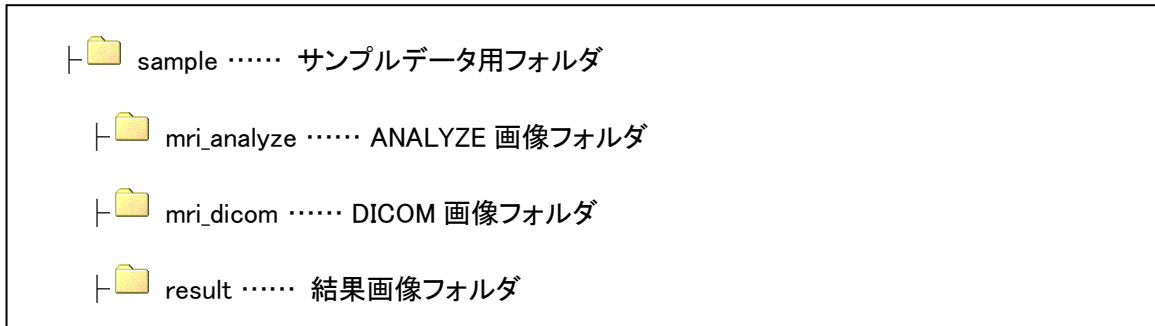 ├ sample …… サンプルデータ用フォルダ
├ mri_analyze …… ANALYZE 画像フォルダ
├ mri_dicom …… DICOM 画像フォルダ
├ result …… 結果画像フォルダ